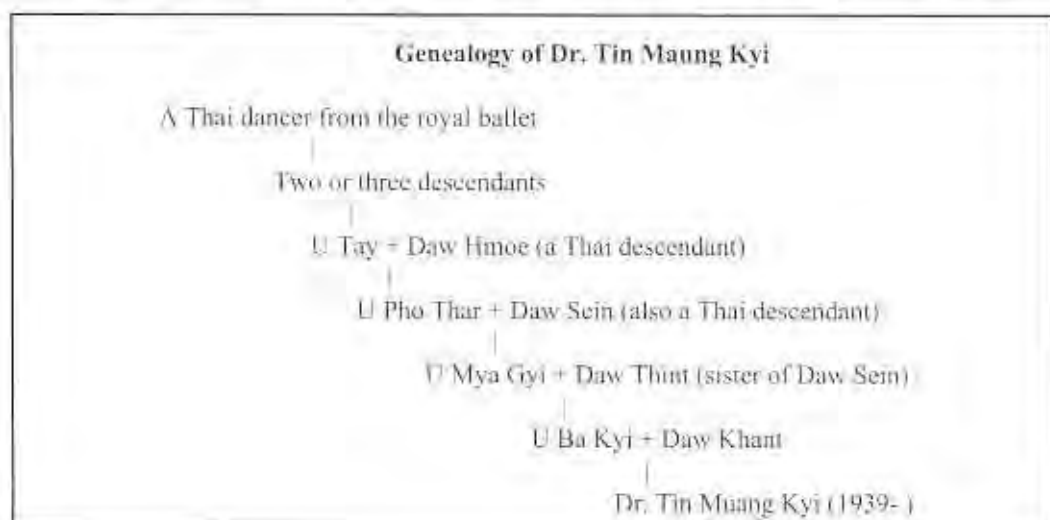 Genealogy of Dr. Tin Maung Kyi
A Thai dancer from the royal ballet
Two or three descendants
U Tay + Daw Hmoe (a Thai descendant)
U Pho Thar + Daw Sein (also a Thai descendant)
U Mya Gyi + Daw Thint (sister of Daw Sein)
U Ba Kyi + Daw Khant
Dr. Tin Muang Kyi (1939- )